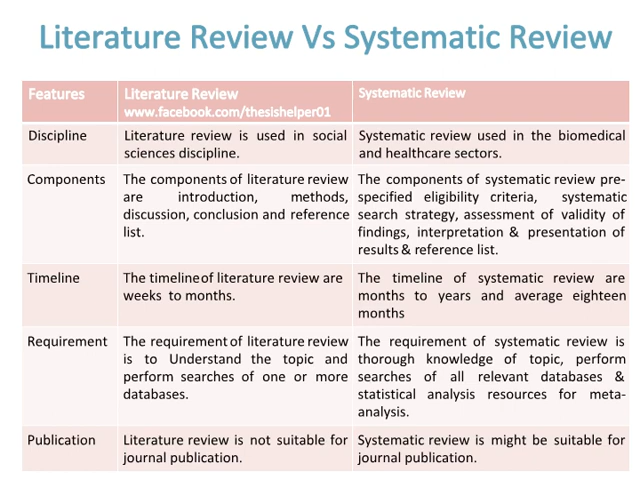 Literature Review Vs Systematic Review
Features
Literature Review
www.facebook.com/thesishelper01
Systematic Review
Discipline
Literature review is used in social
sciences discipline.
Systematic review used in the biomedical
and healthcare sectors.
Components
The components of literature review
are introduction, methods,
discussion, conclusion and reference
list.
The components of systematic review pre-
specified eligibility criteria, systematic
search strategy, assessment of validity of
findings, interpretation & presentation of
results & reference list.
Timeline
The timeline of literature review are
weeks to months.
The timeline of systematic review are
months to years and average eighteen
months
Requirement
The requirement of literature review
is to Understand the topic and
perform searches of one or more
databases.
The requirement of systematic review is
thorough knowledge of topic, perform
searches of all relevant databases &
statistical analysis resources for meta-
analysis.
Publication
Literature review is not suitable for
journal publication.
Systematic review is might be suitable for
journal publication.